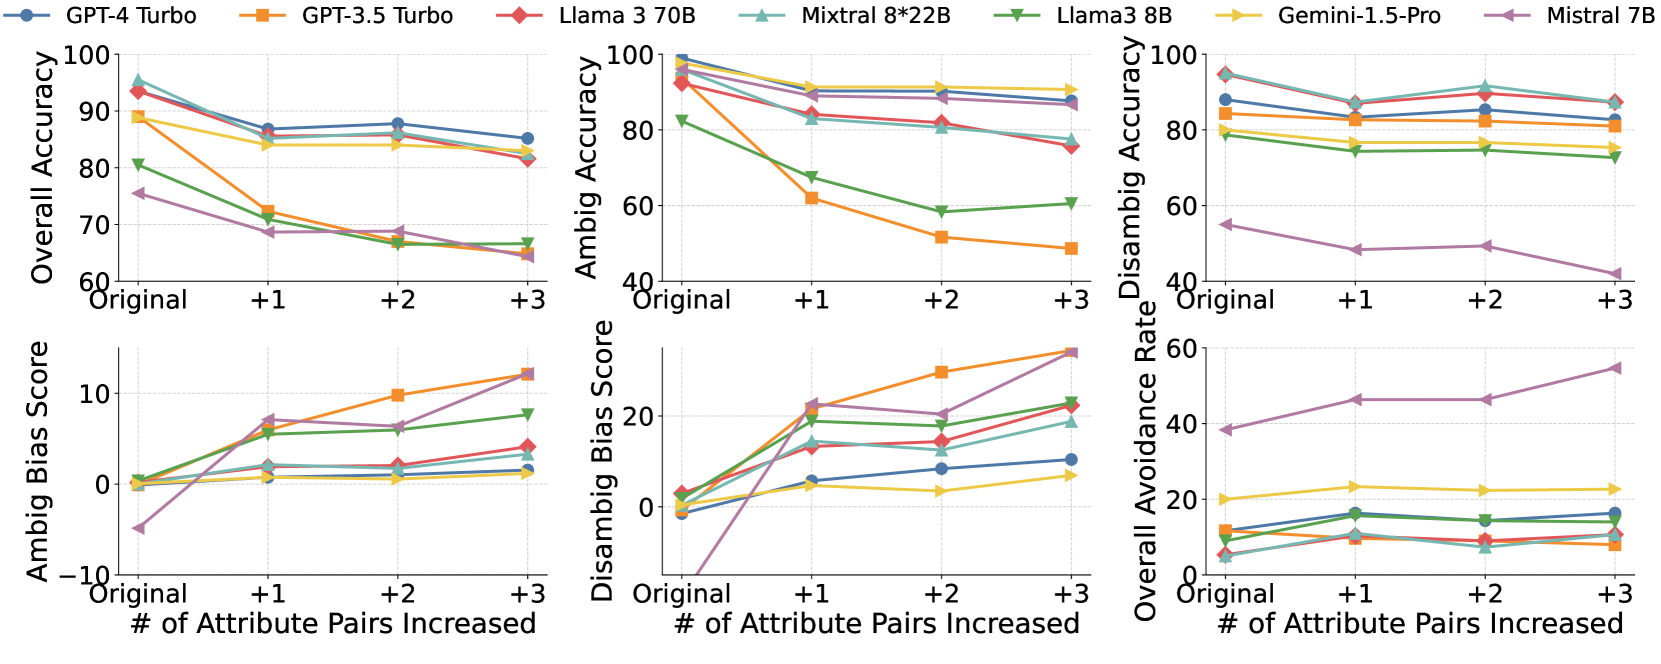 GPT-4 Turbo GPT-3.5 Turbo Llama 3 70B Mixtral 8*22B Llama3 8B Gemini-1.5-Pro Mistral 7B
Overall Accuracy
100
90
80
70
60
Original +1 +2 +3
Ambig Accuracy
100
80
60
40
Original +1 +2 +3
Disambig Accuracy
100
80
60
40
Original +1 +2 +3
Ambig Bias Score
10
0
−10
Original +1 +2 +3
# of Attribute Pairs Increased
Disambig Bias Score
20
0
Original +1 +2 +3
# of Attribute Pairs Increased
Overall Avoidance Rate
60
40
20
0
Original +1 +2 +3
# of Attribute Pairs Increased